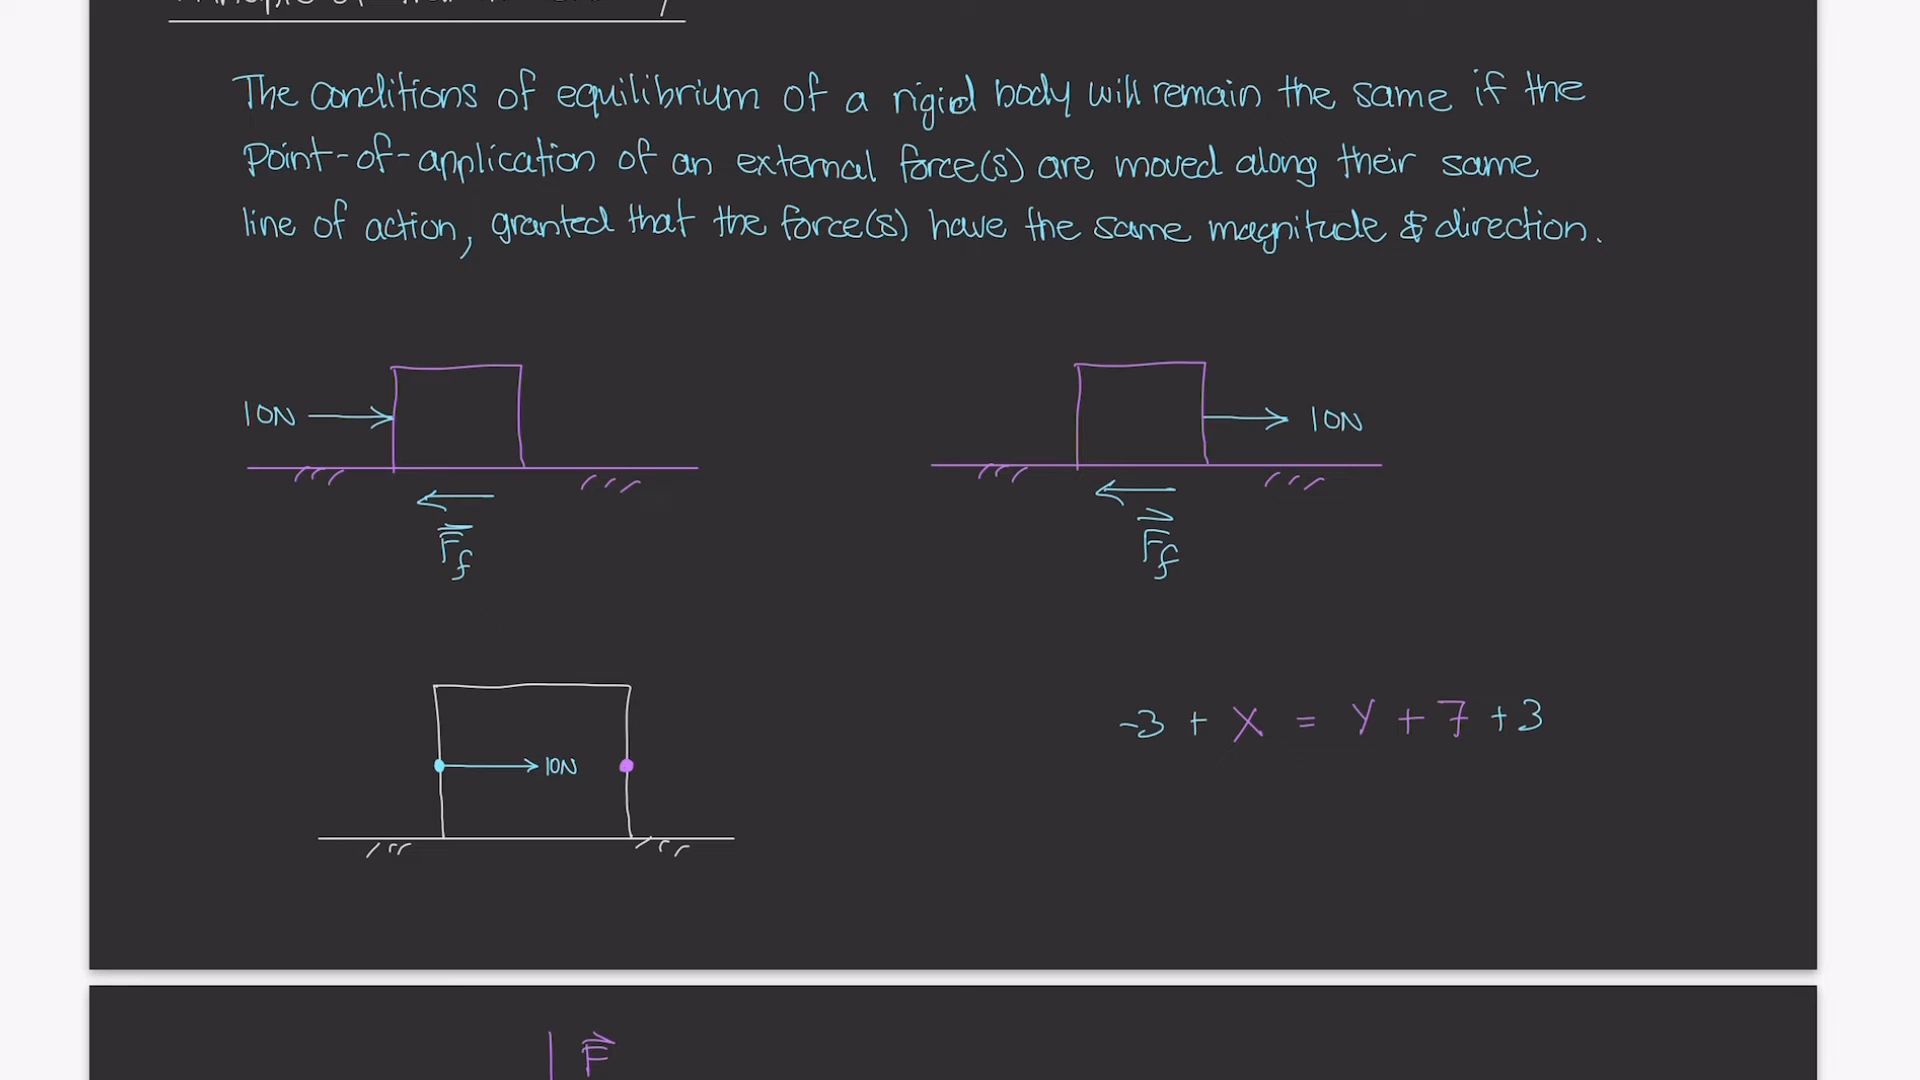 Principle of
The conditions of equilibrium of a rigid body will remain the same if the
point-of-application of an external force(s) are moved along their same
line of action, granted that the force(s) have the same magnitude & direction.
10N
10N
F⃗f
F⃗f
10N
-3 + X = Y + 7 +3
F⃗